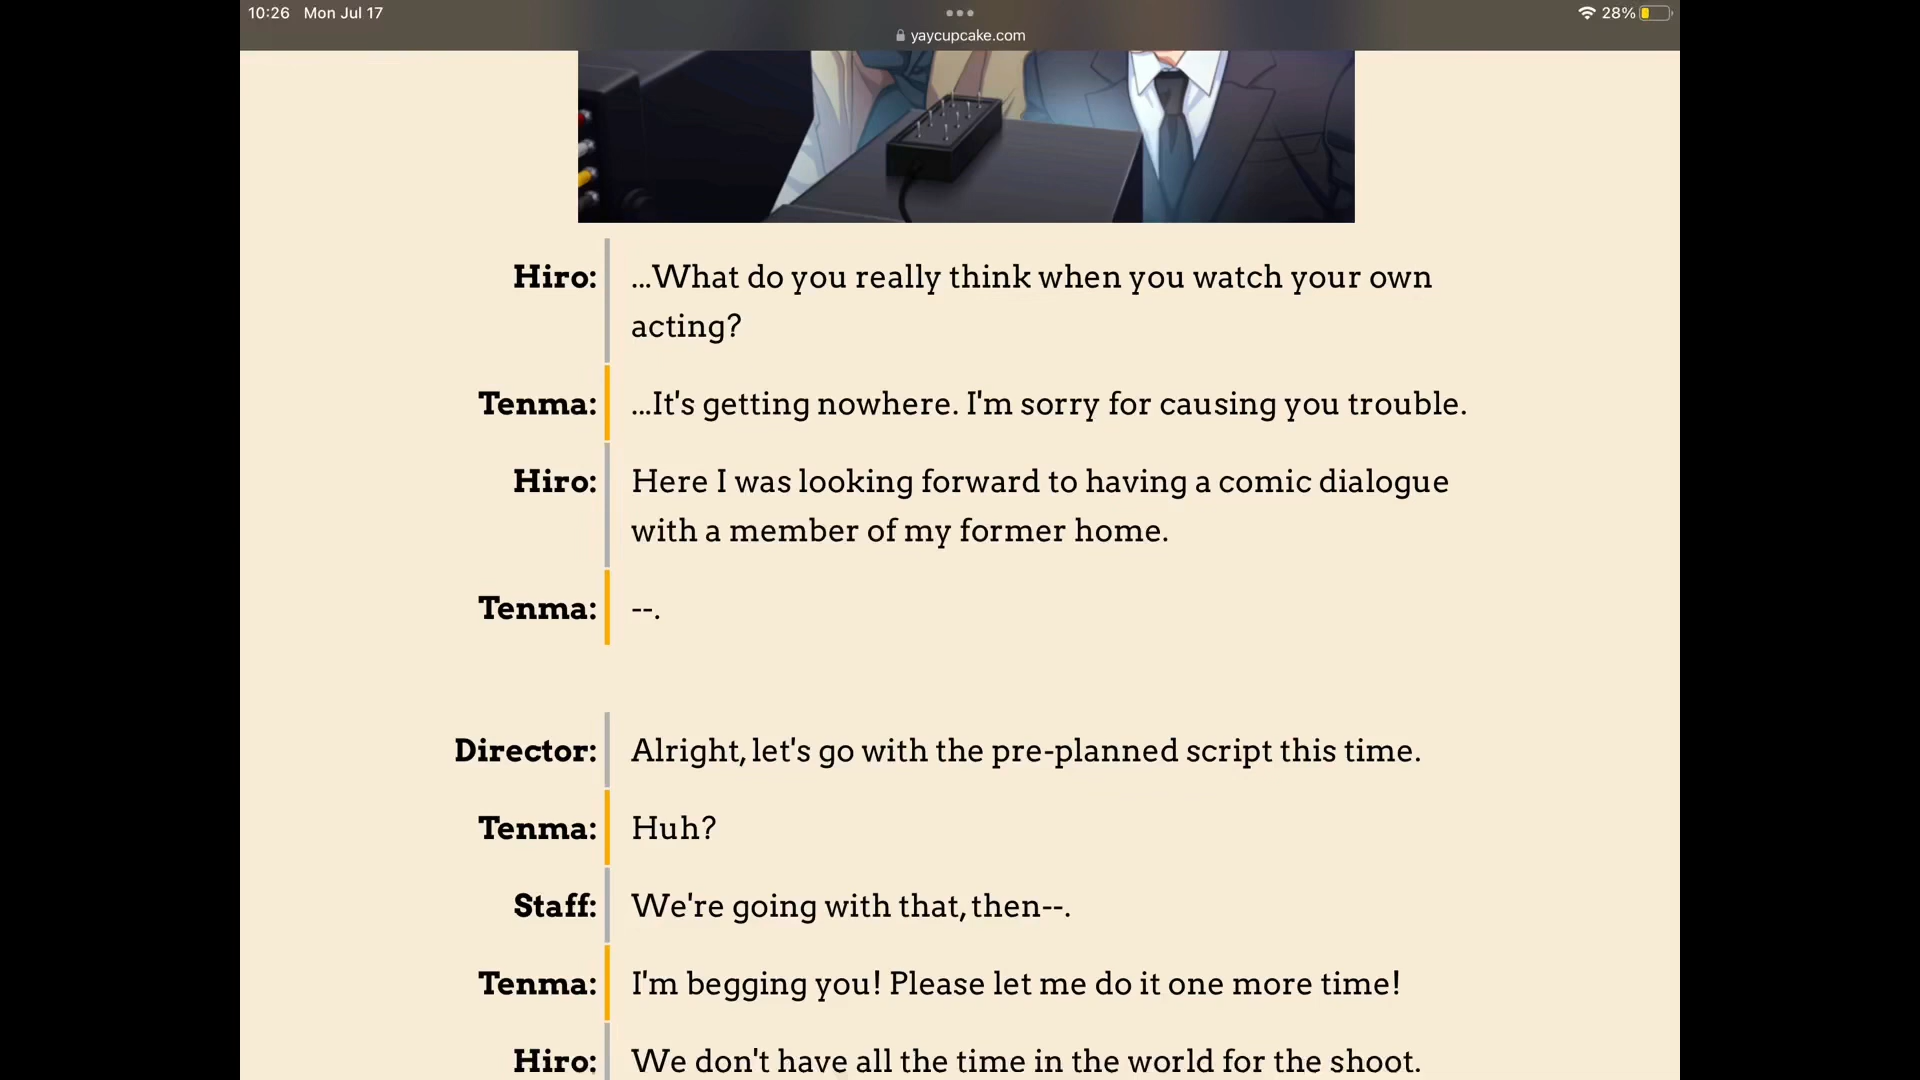 10:26 Mon Jul 17
28%
yaycupcake.com
Hiro: ...What do you really think when you watch your own
acting?
Tenma: ...It's getting nowhere. I'm sorry for causing you trouble.
Hiro: Here I was looking forward to having a comic dialogue
with a member of my former home.
Tenma: --.
Director: Alright, let's go with the pre-planned script this time.
Tenma: Huh?
Staff: We're going with that, then--.
Tenma: I'm begging you! Please let me do it one more time!
Hiro: We don't have all the time in the world for the shoot.